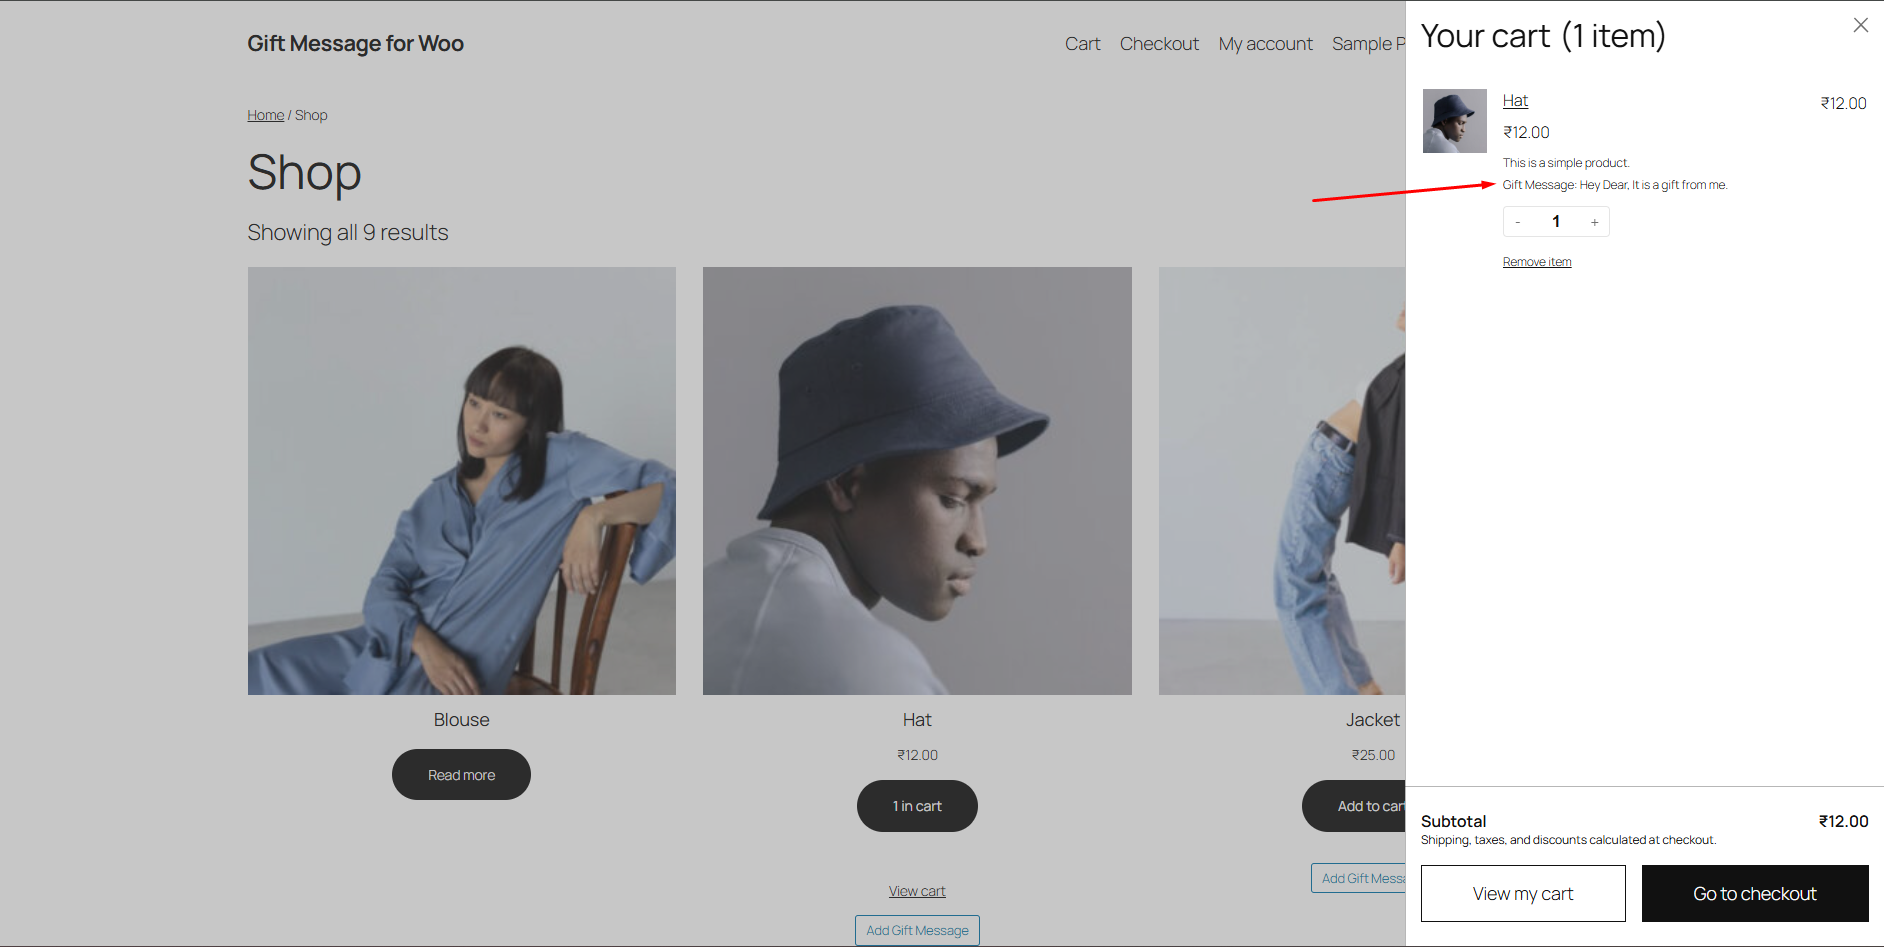 Gift Message for Woo
Cart Checkout My account Sample P
Home / Shop
Shop
Showing all 9 results
Blouse
Read more
Hat
₹12.00
1 in cart
View cart
Add Gift Message
Jacket
₹25.00
Add to cart
Add Gift Messa
Your cart (1 item)
Hat
₹12.00
₹12.00
This is a simple product.
Gift Message: Hey Dear, It is a gift from me.
- 1 +
Remove item
Subtotal
₹12.00
Shipping, taxes, and discounts calculated at checkout.
View my cart
Go to checkout